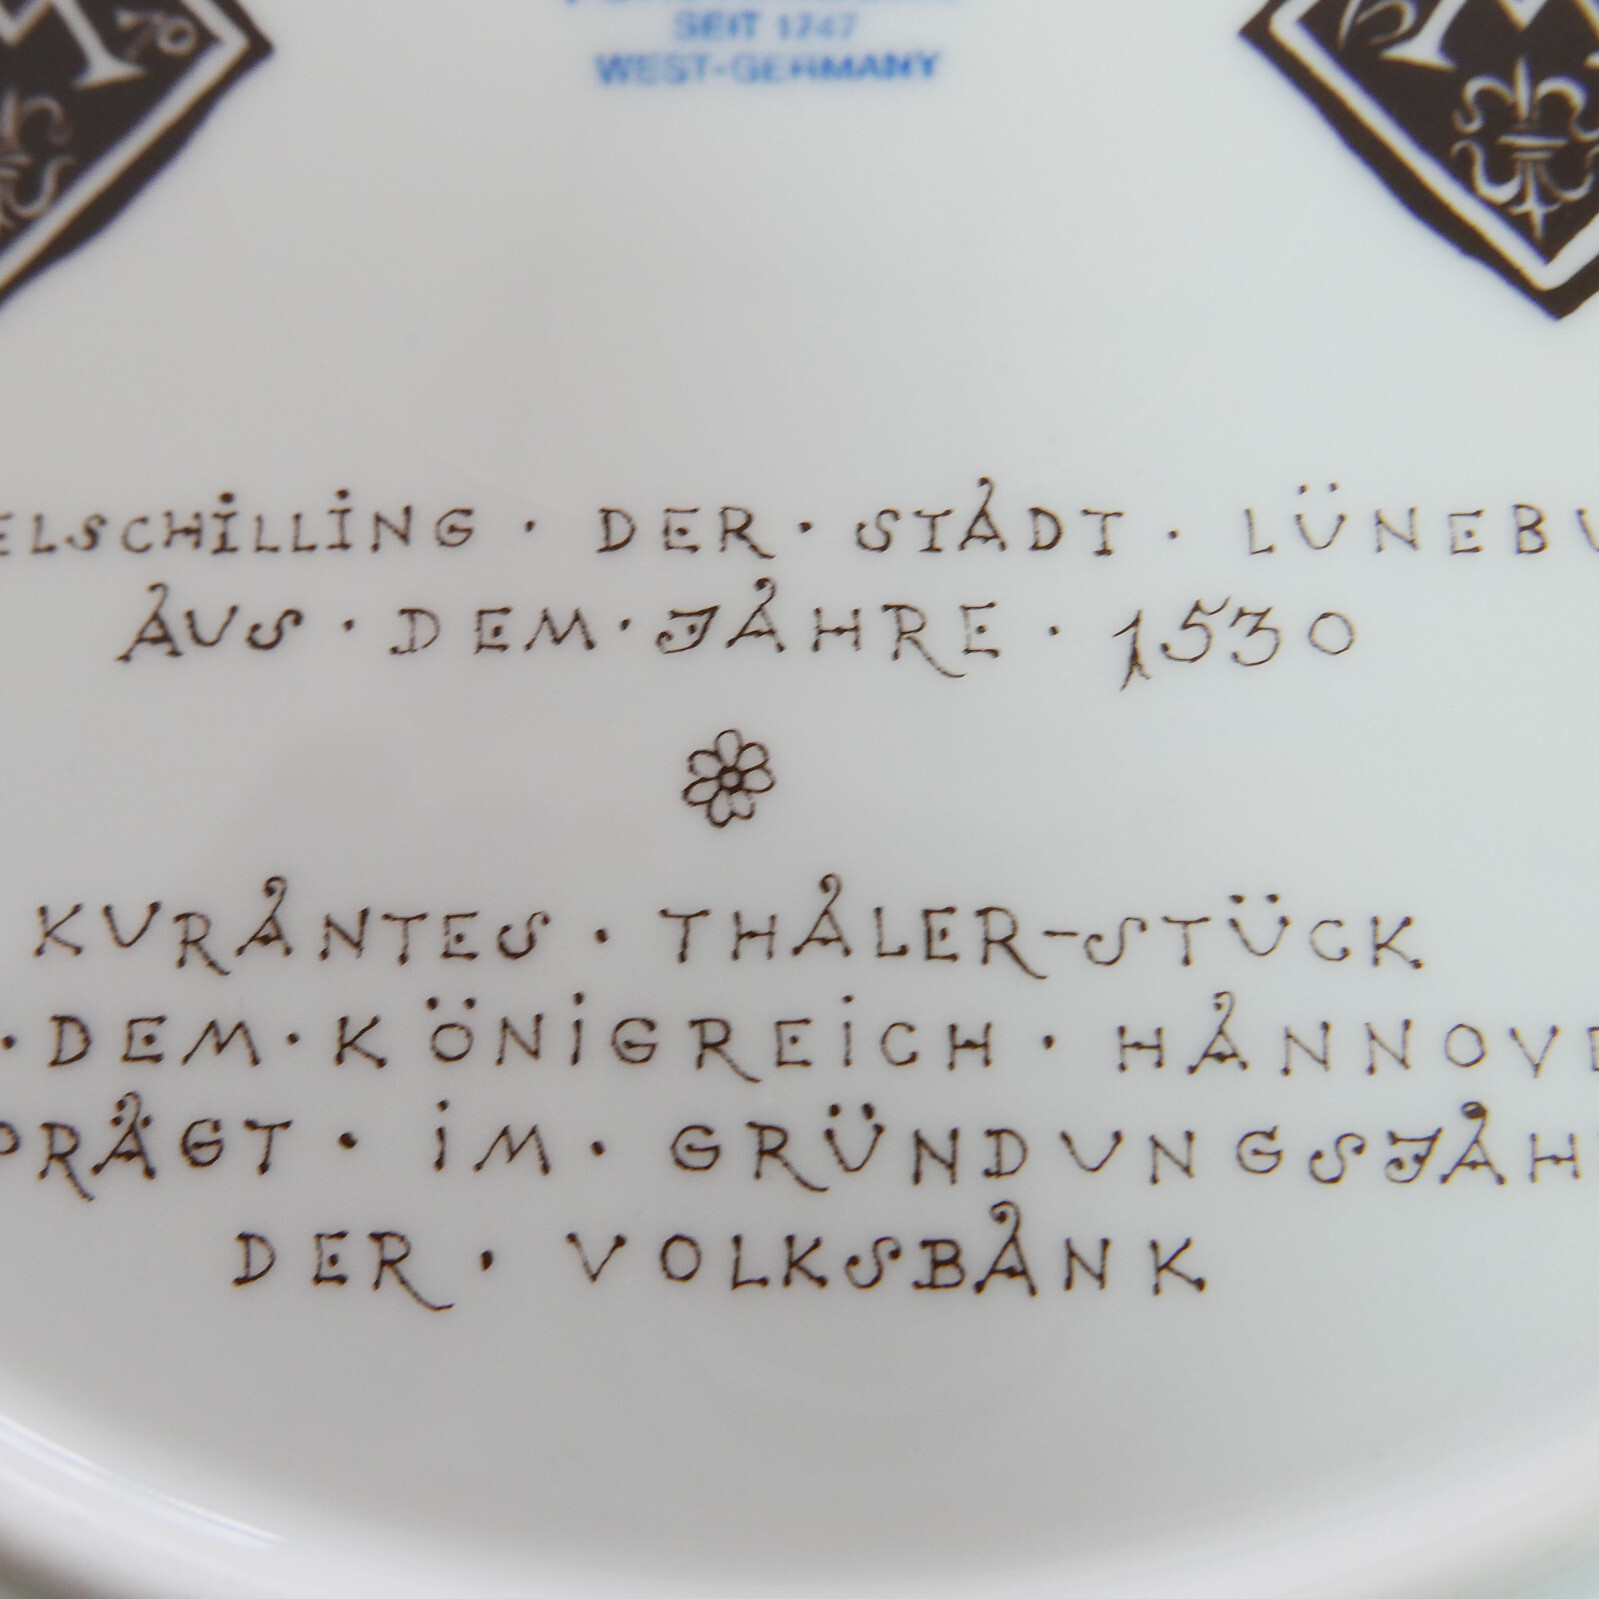 SEIT 1747
WEST-GERMANY
ELSCHILLING · DER · STADT · LÜNEBU
AUS · DEM · JAHRE · 1530
KURANTES · THALER-STÜCK
· DEM · KÖNIGREICH · HANNOVE
PRÄGT · IM · GRÜNDUNGSJAH
DER · VOLKSBANK